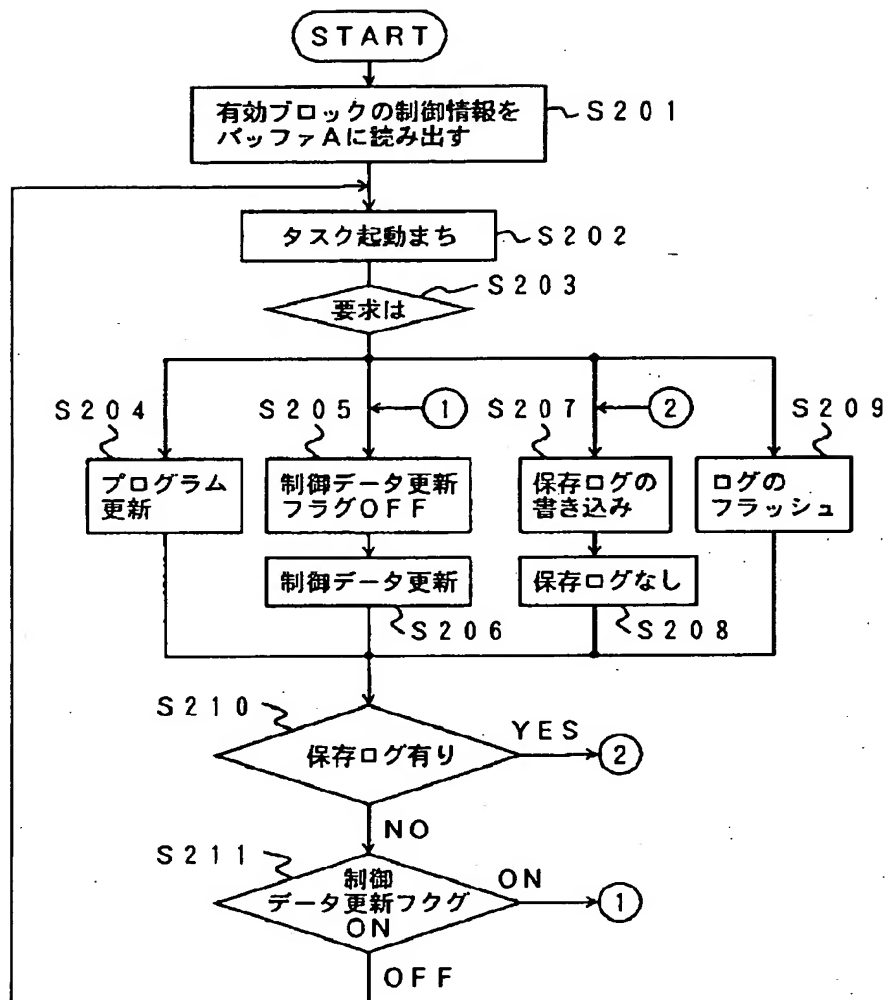 START
有効ブロックの制御情報を
バッファAに読み出す
S201
タスク起動まち
S202
S203
要求は
S204
S205
1
S207
2
S209
プログラム
更新
制御データ更新
フラグOFF
保存ログの
書き込み
ログの
フラッシュ
制御データ更新
保存ログなし
S206
S208
S210
保存ログ有り
YES
2
NO
S211
制御
データ更新フクグ
ON
ON
1
OFF